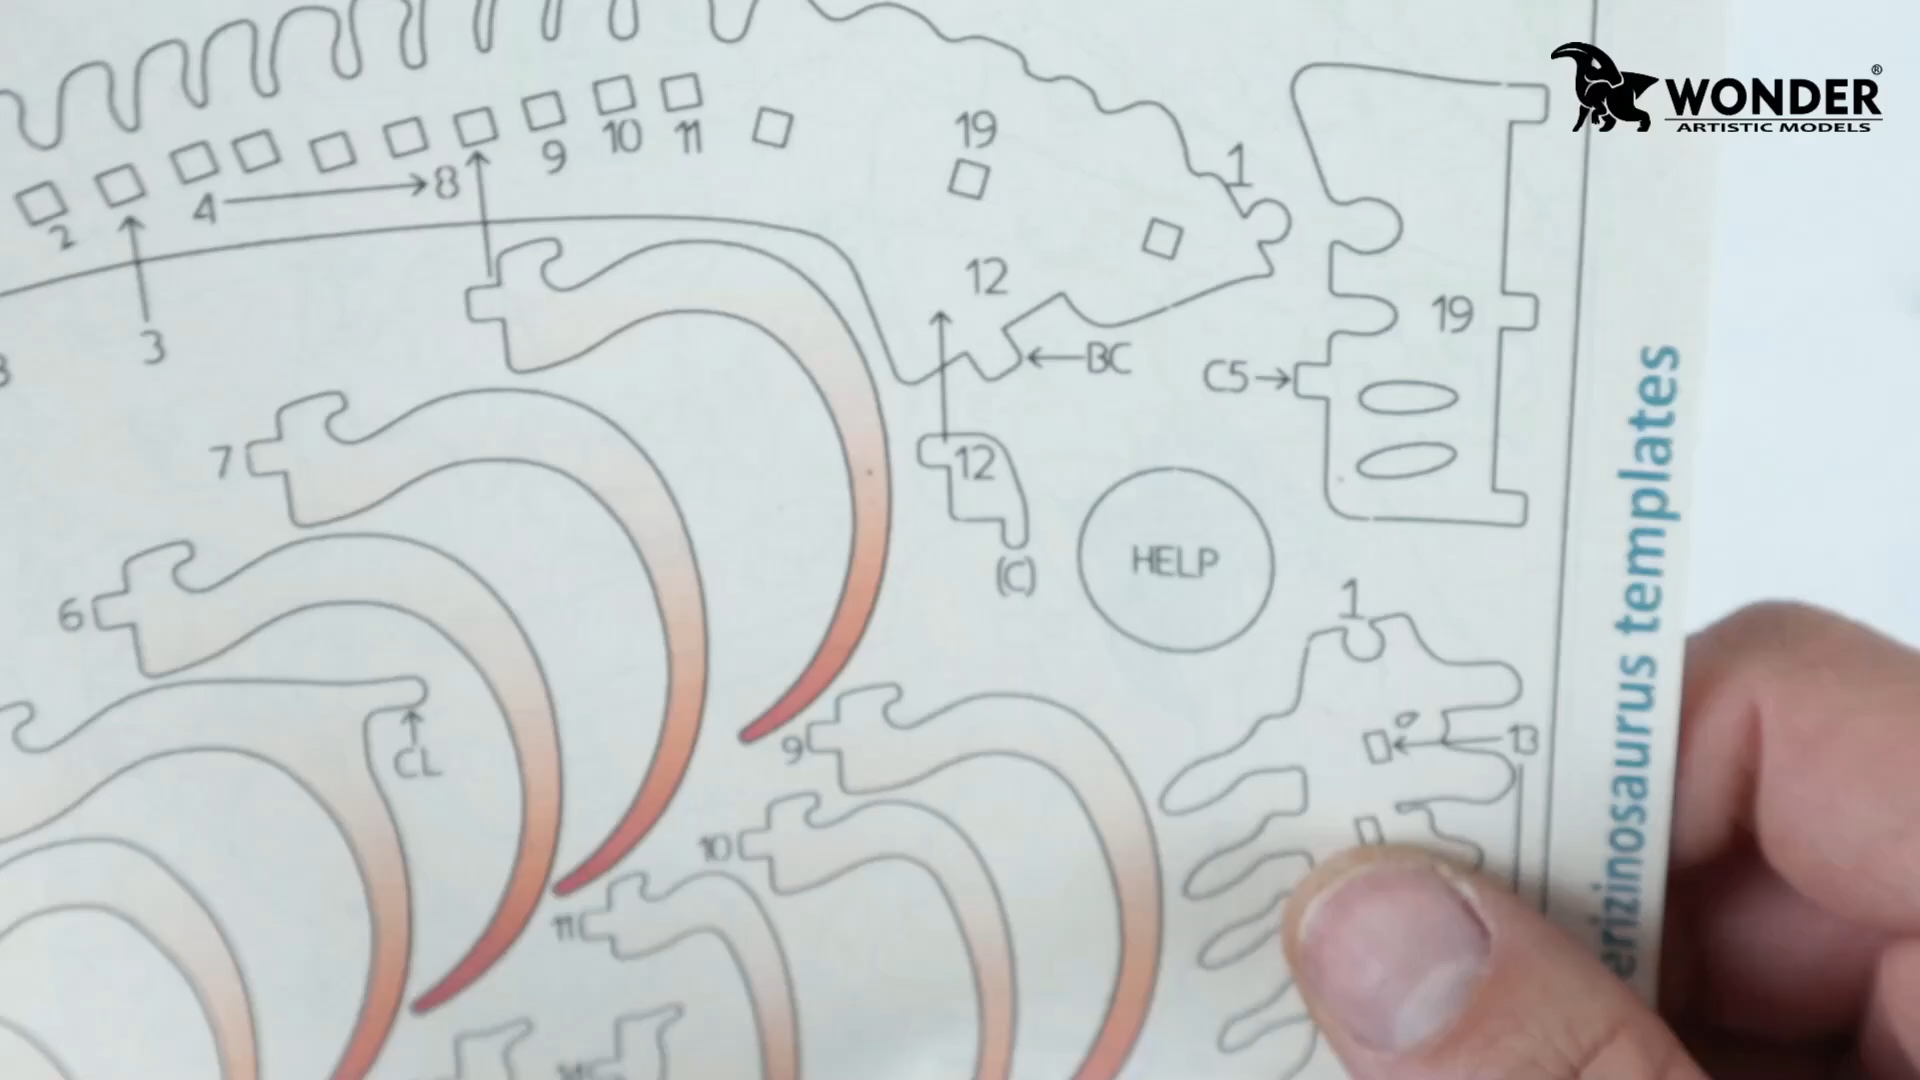 WONDER®
ARTISTIC MODELS
2
3
4
8
9
10
11
19
1
12
BC
C5
19
7
12
(C)
HELP
6
1
CL
13
9
10
11
erizinosaurus templates